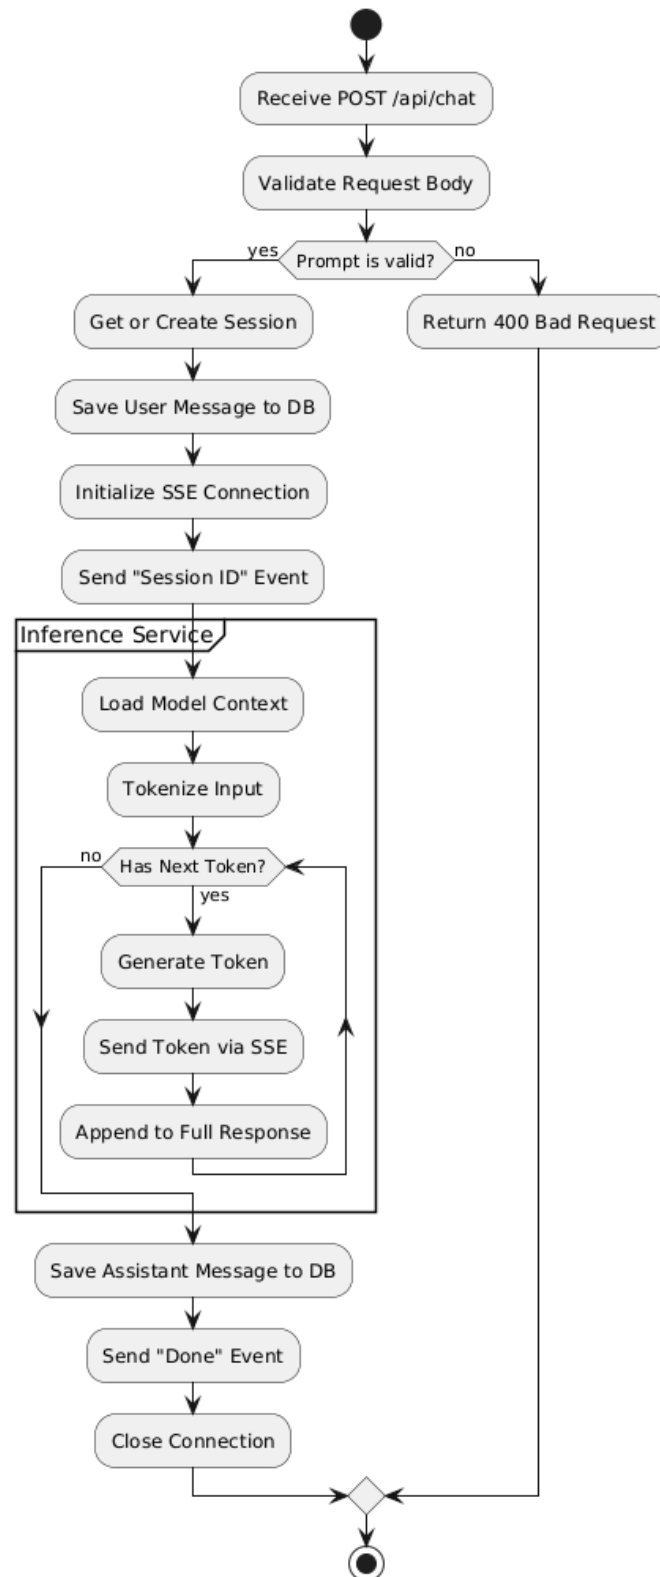 Receive POST /api/chat
Validate Request Body
Prompt is valid?
yes
no
Get or Create Session
Return 400 Bad Request
Save User Message to DB
Initialize SSE Connection
Send "Session ID" Event
Inference Service
Load Model Context
Tokenize Input
Has Next Token?
no
yes
Generate Token
Send Token via SSE
Append to Full Response
Save Assistant Message to DB
Send "Done" Event
Close Connection